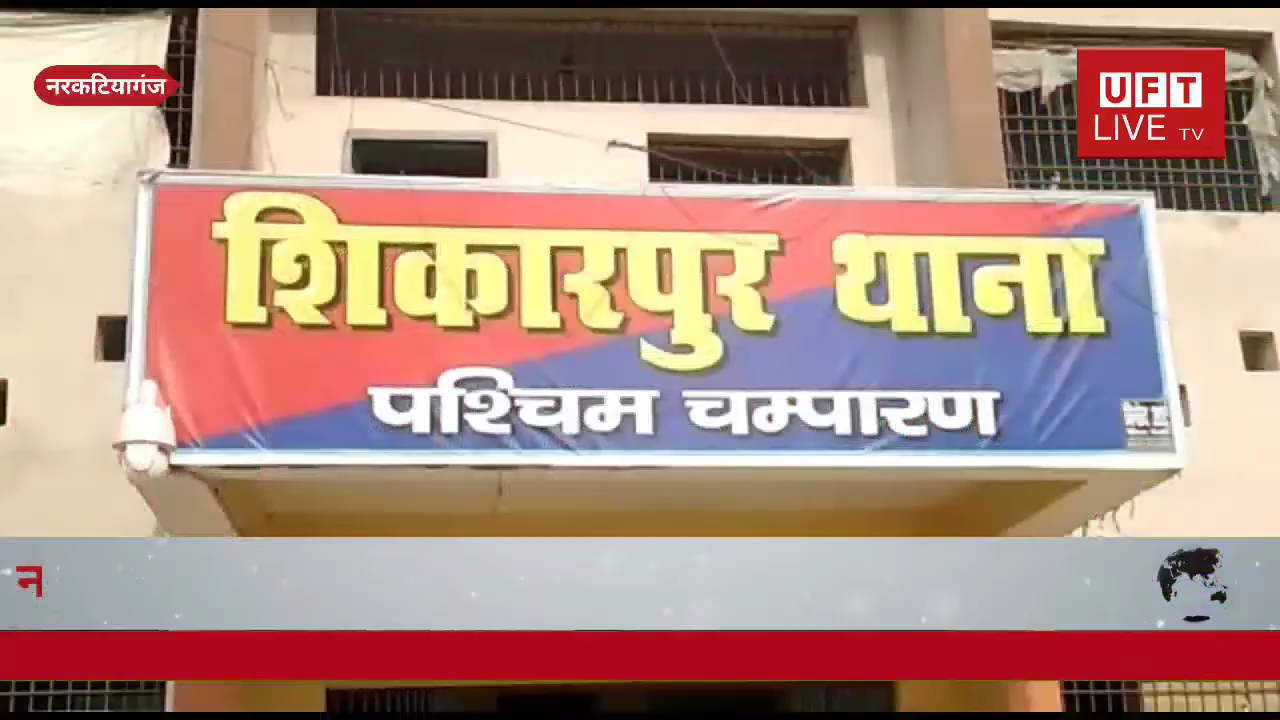 नरकटियागंज
UFT
LIVE TV
शिकारपुर थाना
पश्चिम चम्पारण
न